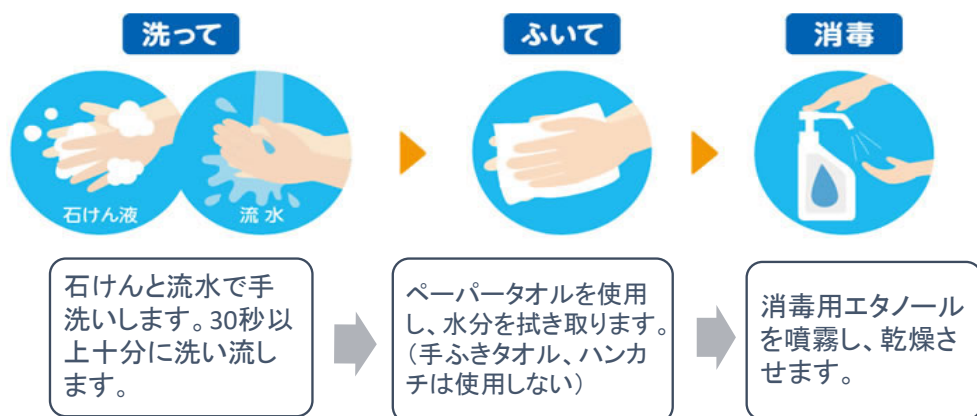 洗って
ふいて
消毒
石けん液
流水
石けんと流水で手
洗いします。30秒以
上十分に洗い流し
ます。
ペーパータオルを使用
し、水分を拭き取ります。
（手ふきタオル、ハンカ
チは使用しない）
消毒用エタノール
を噴霧し、乾燥さ
せます。